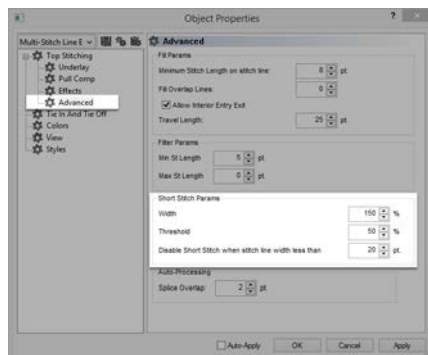 Object Properties
?
Multi-Stitch Line E
Top Stitching
Underlay
Pull Comp
Effects
Advanced
Tie In And Tie Off
Colors
View
Styles
Advanced
Fill Params
Minimum Stitch Length on stitch line: 8 pt
Fill Overlap Lines: 0
Allow Interior Entry Exit
Travel Length: 25 pt
Filter Params
Min St Length 5 pt
Max St Length 0 pt
Short Stitch Params
Width 150 %
Threshold 50 %
Disable Short Stitch when stitch line width less than 20 pt.
Auto-Processing
Splice Overlap: 2 pt
Auto-Apply OK Cancel Apply